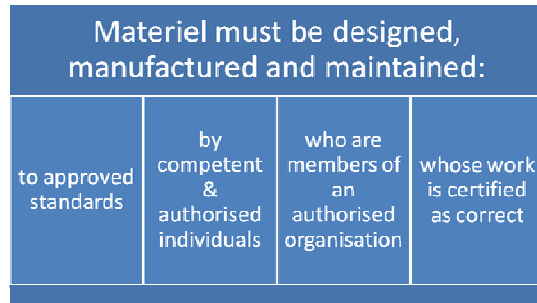 Materiel must be designed,
manufactured and maintained:
to approved
standards
by
competent
&
authorised
individuals
who are
members of
an
authorised
organisation
whose work
is certified
as correct